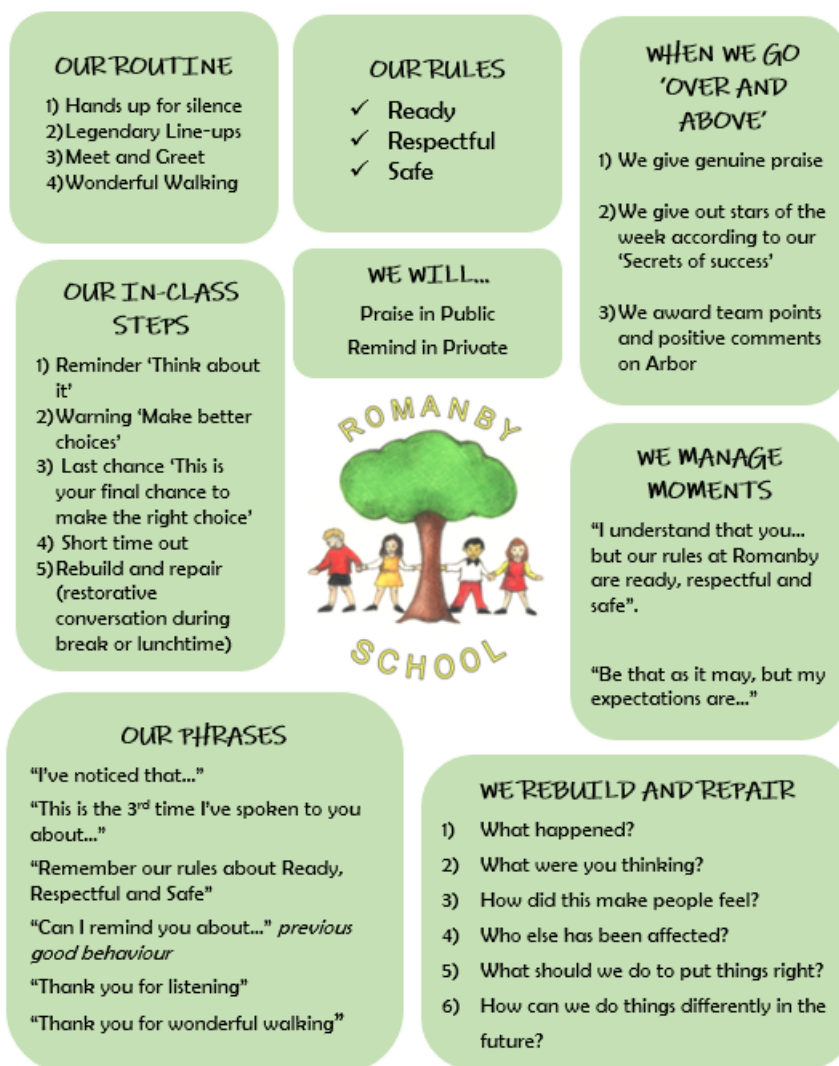 OUR ROUTINE
1) Hands up for silence
2)Legendary Line-ups
3)Meet and Greet
4)Wonderful Walking
OUR RULES
✓ Ready
✓ Respectful
✓ Safe
WHEN WE GO
‘OVER AND
ABOVE’
1) We give genuine praise
2)We give out stars of the
week according to our
‘Secrets of success’
3)We award team points
and positive comments
on Arbor
OUR IN-CLASS
STEPS
1) Reminder ‘Think about
it’
2)Warning ‘Make better
choices’
3) Last chance ‘This is
your final chance to
make the right choice’
4) Short time out
5)Rebuild and repair
(restorative
conversation during
break or lunchtime)
WE WILL...
Praise in Public
Remind in Private
ROMANBY
SCHOOL
WE MANAGE
MOMENTS
“I understand that you...
but our rules at Romanby
are ready, respectful and
safe”.
“Be that as it may, but my
expectations are...”
OUR PHRASES
“I’ve noticed that...”
“This is the 3rd time I’ve spoken to you
about...”
“Remember our rules about Ready,
Respectful and Safe”
“Can I remind you about...” previous
good behaviour
“Thank you for listening”
“Thank you for wonderful walking”
WE REBUILD AND REPAIR
1) What happened?
2) What were you thinking?
3) How did this make people feel?
4) Who else has been affected?
5) What should we do to put things right?
6) How can we do things differently in the
future?